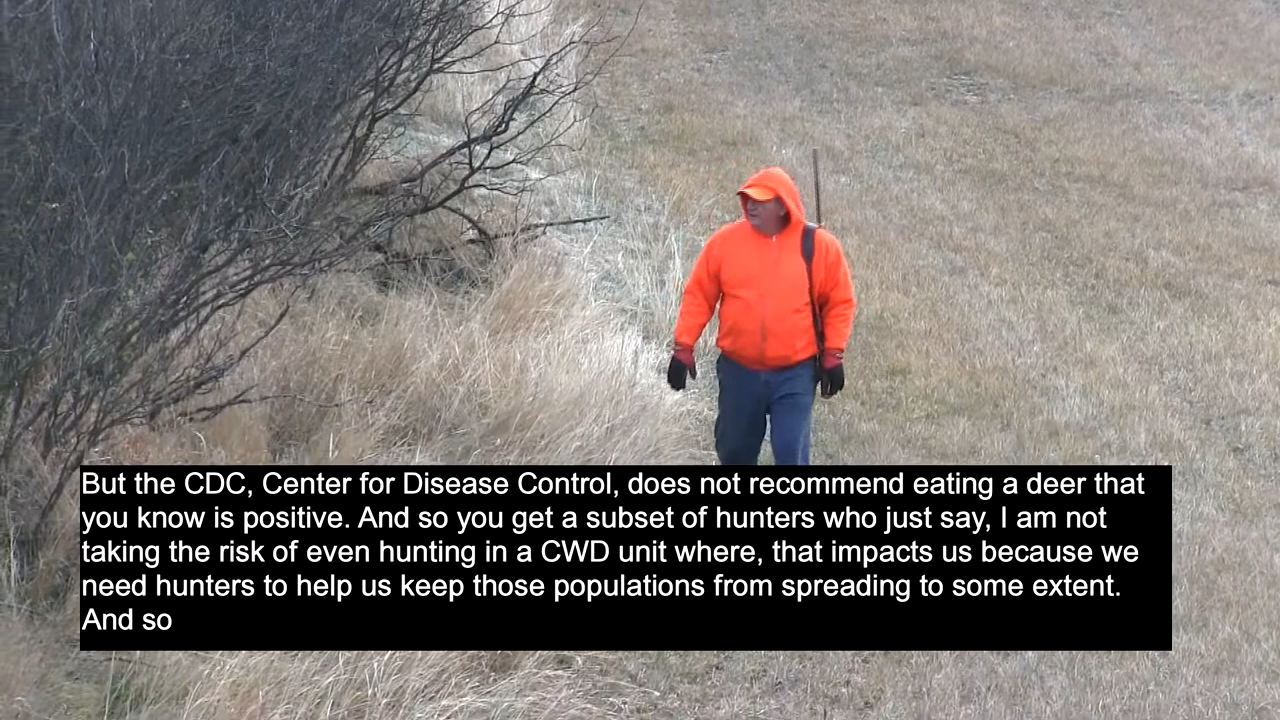 But the CDC, Center for Disease Control, does not recommend eating a deer that
you know is positive. And so you get a subset of hunters who just say, I am not
taking the risk of even hunting in a CWD unit where, that impacts us because we
need hunters to help us keep those populations from spreading to some extent.
And so